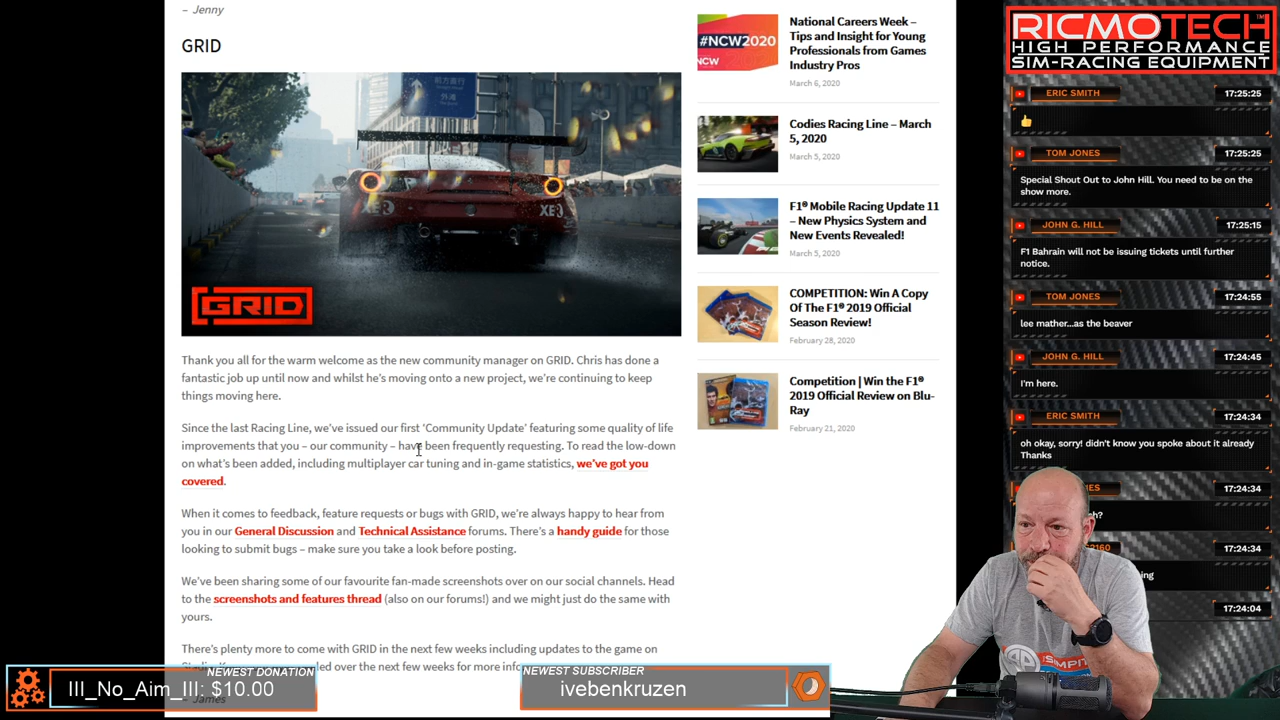 – Jenny
GRID
GRID
Thank you all for the warm welcome as the new community manager on GRID. Chris has done a
fantastic job up until now and whilst he's moving onto a new project, we're continuing to keep
things moving here.
Since the last Racing Line, we've issued our first 'Community Update' featuring some quality of life
improvements that you – our community – have been frequently requesting. To read the low-down
on what's been added, including multiplayer car tuning and in-game statistics, we've got you
covered.
When it comes to feedback, feature requests or bugs with GRID, we're always happy to hear from
you in our General Discussion and Technical Assistance forums. There's a handy guide for those
looking to submit bugs – make sure you take a look before posting.
We've been sharing some of our favourite fan-made screenshots over on our social channels. Head
to the screenshots and features thread (also on our forums!) and we might just do the same with
yours.
There's plenty more to come with GRID in the next few weeks including updates to the game on
led over the next few weeks for more
– James
#NCW2020
NCW
National Careers Week –
Tips and Insight for Young
Professionals from Games
Industry Pros
March 6, 2020
Codies Racing Line – March
5, 2020
March 5, 2020
F1® Mobile Racing Update 11
– New Physics System and
New Events Revealed!
March 5, 2020
COMPETITION: Win A Copy
Of The F1® 2019 Official
Season Review!
February 28, 2020
Competition | Win the F1®
2019 Official Review on Blu-
Ray
February 21, 2020
RICMOTECH
HIGH PERFORMANCE
SIM-RACING EQUIPMENT
ERIC SMITH 17:25:25
👍
TOM JONES 17:25:25
Special Shout Out to John Hill. You need to be on the
show more.
JOHN G. HILL 17:25:15
F1 Bahrain will not be issuing tickets until further
notice.
TOM JONES 17:24:55
lee mather...as the beaver
JOHN G. HILL 17:24:45
I'm here.
ERIC SMITH 17:24:34
oh okay, sorry! didn't know you spoke about it already
Thanks
17:24:34
17:24:34
17:24:04
NEWEST DONATION
III_No_Aim_III: $10.00
NEWEST SUBSCRIBER
ivebenkruzen